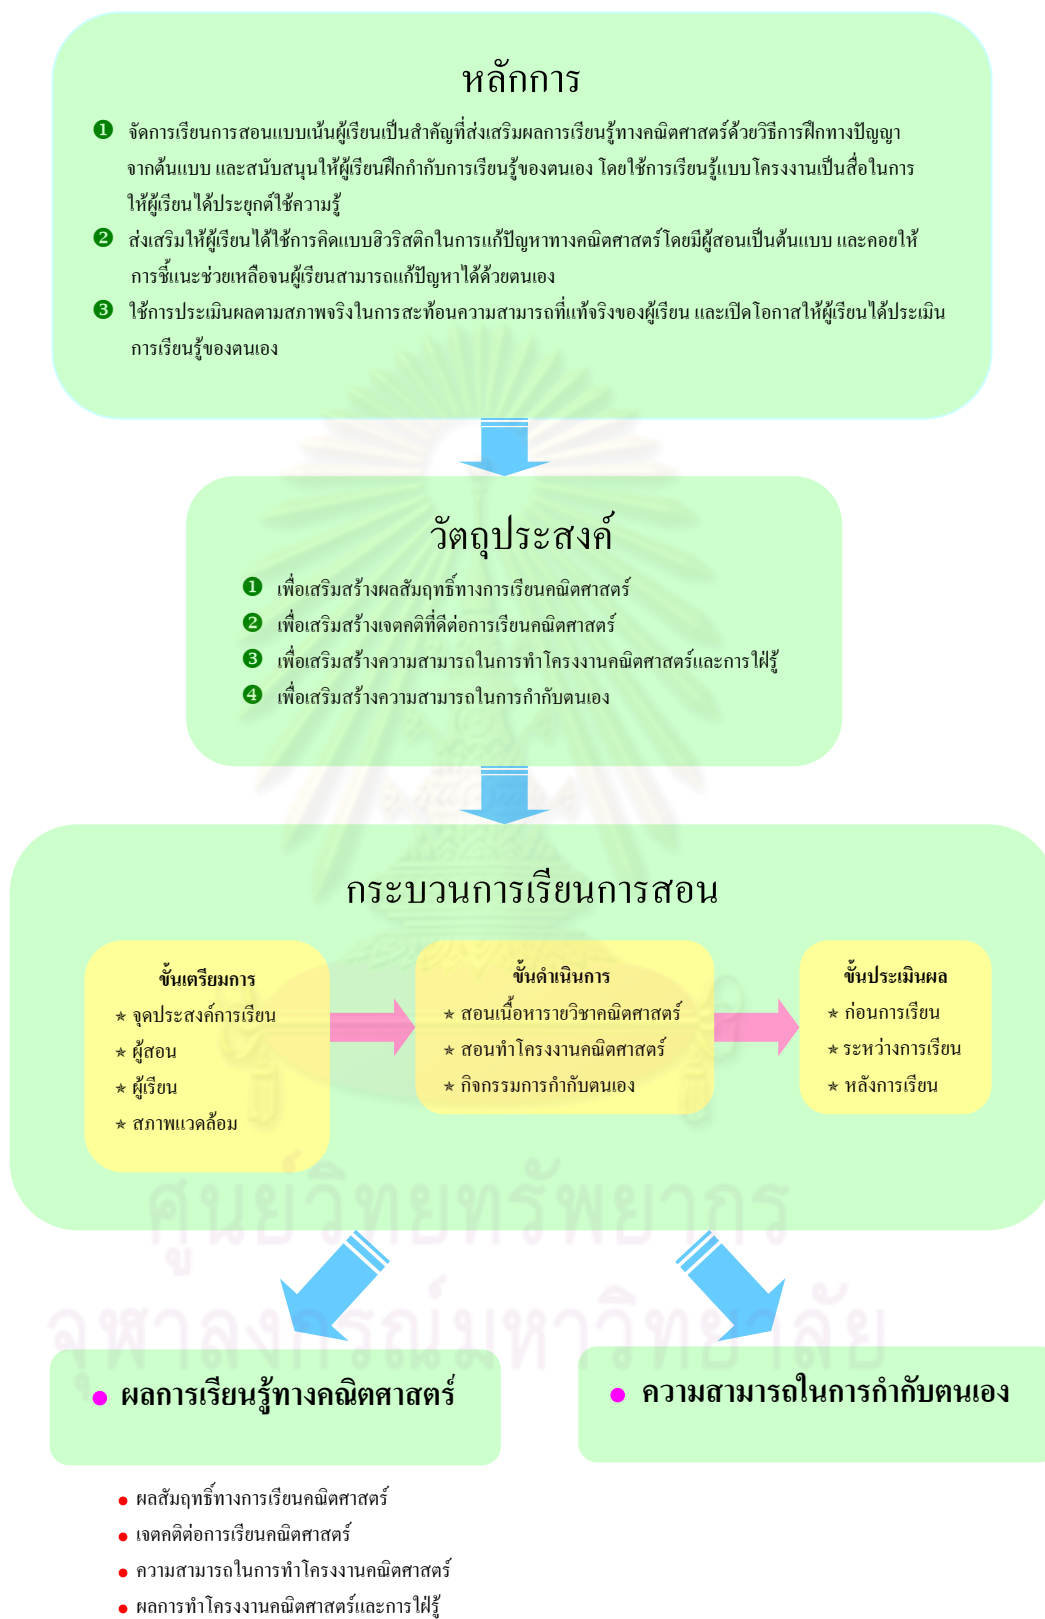 หลักการ
❶ จัดการเรียนการสอนแบบเน้นผู้เรียนเป็นสำคัญที่ส่งเสริมผลการเรียนรู้ทางคณิตศาสตร์ด้วยวิธีการฝึกทางปัญญา
จากต้นแบบ และสนับสนุนให้ผู้เรียนฝึกกำกับการเรียนรู้ของตนเอง โดยใช้การเรียนรู้แบบโครงงานเป็นสื่อในการ
ให้ผู้เรียนได้ประยุกต์ใช้ความรู้
❷ ส่งเสริมให้ผู้เรียนได้ใช้การคิดแบบฮิวริสติกในการแก้ปัญหาทางคณิตศาสตร์โดยมีผู้สอนเป็นต้นแบบ และคอยให้
การชี้แนะช่วยเหลือจนผู้เรียนสามารถแก้ปัญหาได้ด้วยตนเอง
❸ ใช้การประเมินผลตามสภาพจริงในการสะท้อนความสามารถที่แท้จริงของผู้เรียน และเปิดโอกาสให้ผู้เรียนได้ประเมิน
การเรียนรู้ของตนเอง
วัตถุประสงค์
❶ เพื่อเสริมสร้างผลสัมฤทธิ์ทางการเรียนคณิตศาสตร์
❷ เพื่อเสริมสร้างเจตคติที่ดีต่อการเรียนคณิตศาสตร์
❸ เพื่อเสริมสร้างความสามารถในการทำโครงงานคณิตศาสตร์และการใฝ่รู้
❹ เพื่อเสริมสร้างความสามารถในการกำกับตนเอง
กระบวนการเรียนการสอน
ขั้นเตรียมการ
✶ จุดประสงค์การเรียน
✶ ผู้สอน
✶ ผู้เรียน
✶ สภาพแวดล้อม
ขั้นดำเนินการ
✶ สอนเนื้อหารายวิชาคณิตศาสตร์
✶ สอนทำโครงงานคณิตศาสตร์
✶ กิจกรรมการกำกับตนเอง
ขั้นประเมินผล
✶ ก่อนการเรียน
✶ ระหว่างการเรียน
✶ หลังการเรียน
ศูนย์วิทยทรัพยากร
จุฬาลงกรณ์มหาวิทยาลัย
● ผลการเรียนรู้ทางคณิตศาสตร์
● ความสามารถในการกำกับตนเอง
● ผลสัมฤทธิ์ทางการเรียนคณิตศาสตร์
● เจตคติต่อการเรียนคณิตศาสตร์
● ความสามารถในการทำโครงงานคณิตศาสตร์
● ผลการทำโครงงานคณิตศาสตร์และการใฝ่รู้